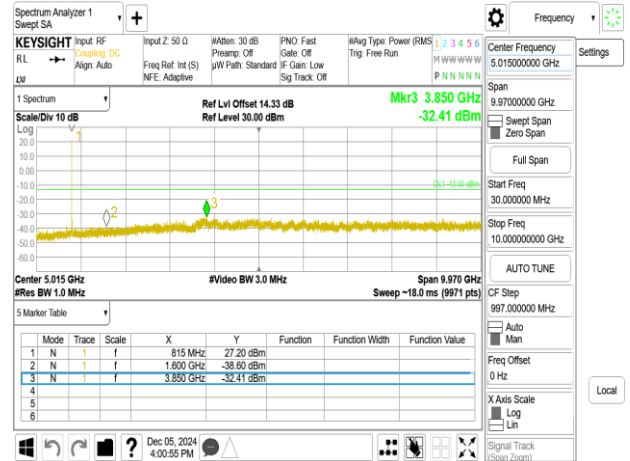 Spectrum Analyzer 1
Swept SA
+
Frequency
KEYSIGHT
RL
Input: RF
Coupling: DC
Align: Auto
Input Z: 50 Ω
Freq Ref: Int (S)
NFE: Adaptive
#Atten: 30 dB
Preamp: Off
µW Path: Standard
PNO: Fast
Gate: Off
IF Gain: Low
Sig Track: Off
#Avg Type: Power (RMS
Trig: Free Run
1 2 3 4 5 6
M W W W W W
P N N N N N
Center Frequency
5.015000000 GHz
Settings
1 Spectrum
Scale/Div 10 dB
Ref Lvl Offset 14.33 dB
Ref Level 30.00 dBm
Mkr3 3.850 GHz
-32.41 dBm
Span
9.97000000 GHz
Swept Span
Zero Span
Full Span
Start Freq
30.000000 MHz
Stop Freq
10.000000000 GHz
AUTO TUNE
CF Step
997.000000 MHz
Auto
Man
Freq Offset
0 Hz
X Axis Scale
Log
Lin
Local
Signal Track
(Span Zoom)
Log
20.0
10.0
0.00
-10.0
-20.0
-30.0
-40.0
-50.0
-60.0
1
2
3
DL1 -13.00 dBm
Center 5.015 GHz
#Res BW 1.0 MHz
#Video BW 3.0 MHz
Span 9.970 GHz
Sweep ~18.0 ms (9971 pts)
5 Marker Table
Mode Trace Scale X Y Function Function Width Function Value
1 N 1 f 815 MHz 27.20 dBm
2 N 1 f 1.600 GHz -38.60 dBm
3 N 1 f 3.850 GHz -32.41 dBm
4
5
6
?
Dec 05, 2024
4:00:55 PM